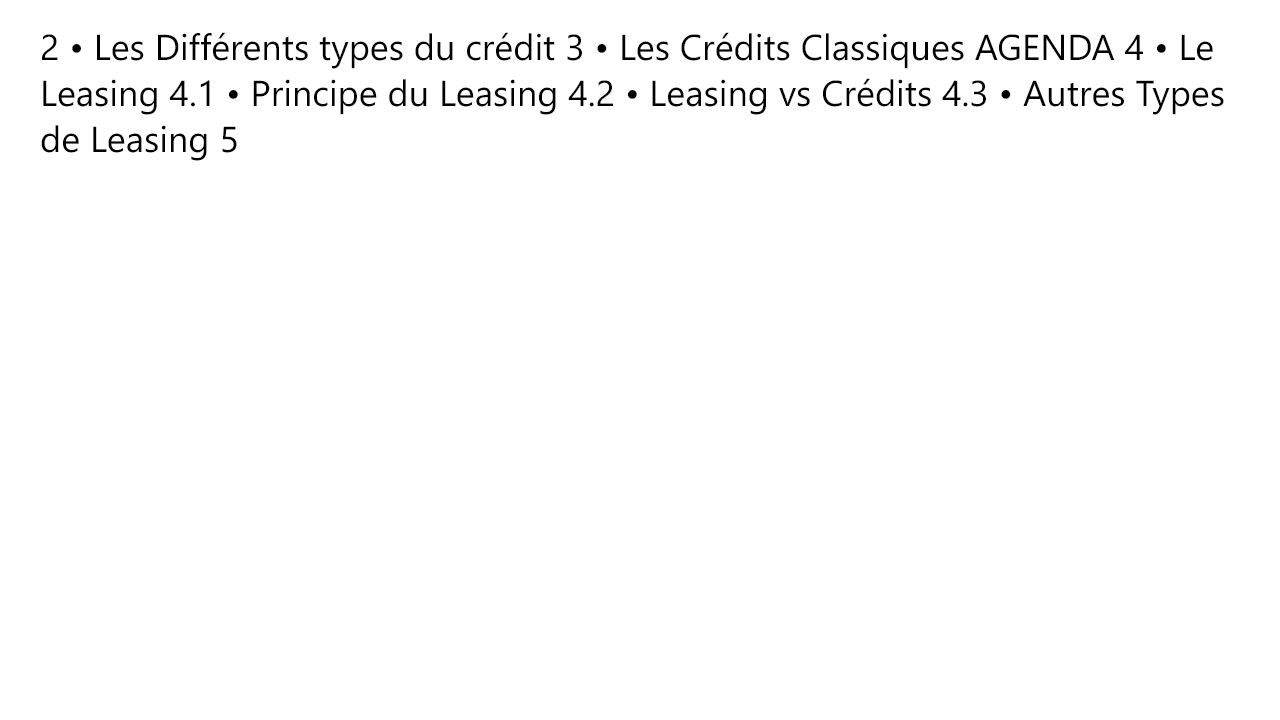 2 • Les Différents types du crédit 3 • Les Crédits Classiques AGENDA 4 • Le
Leasing 4.1 • Principe du Leasing 4.2 • Leasing vs Crédits 4.3 • Autres Types
de Leasing 5